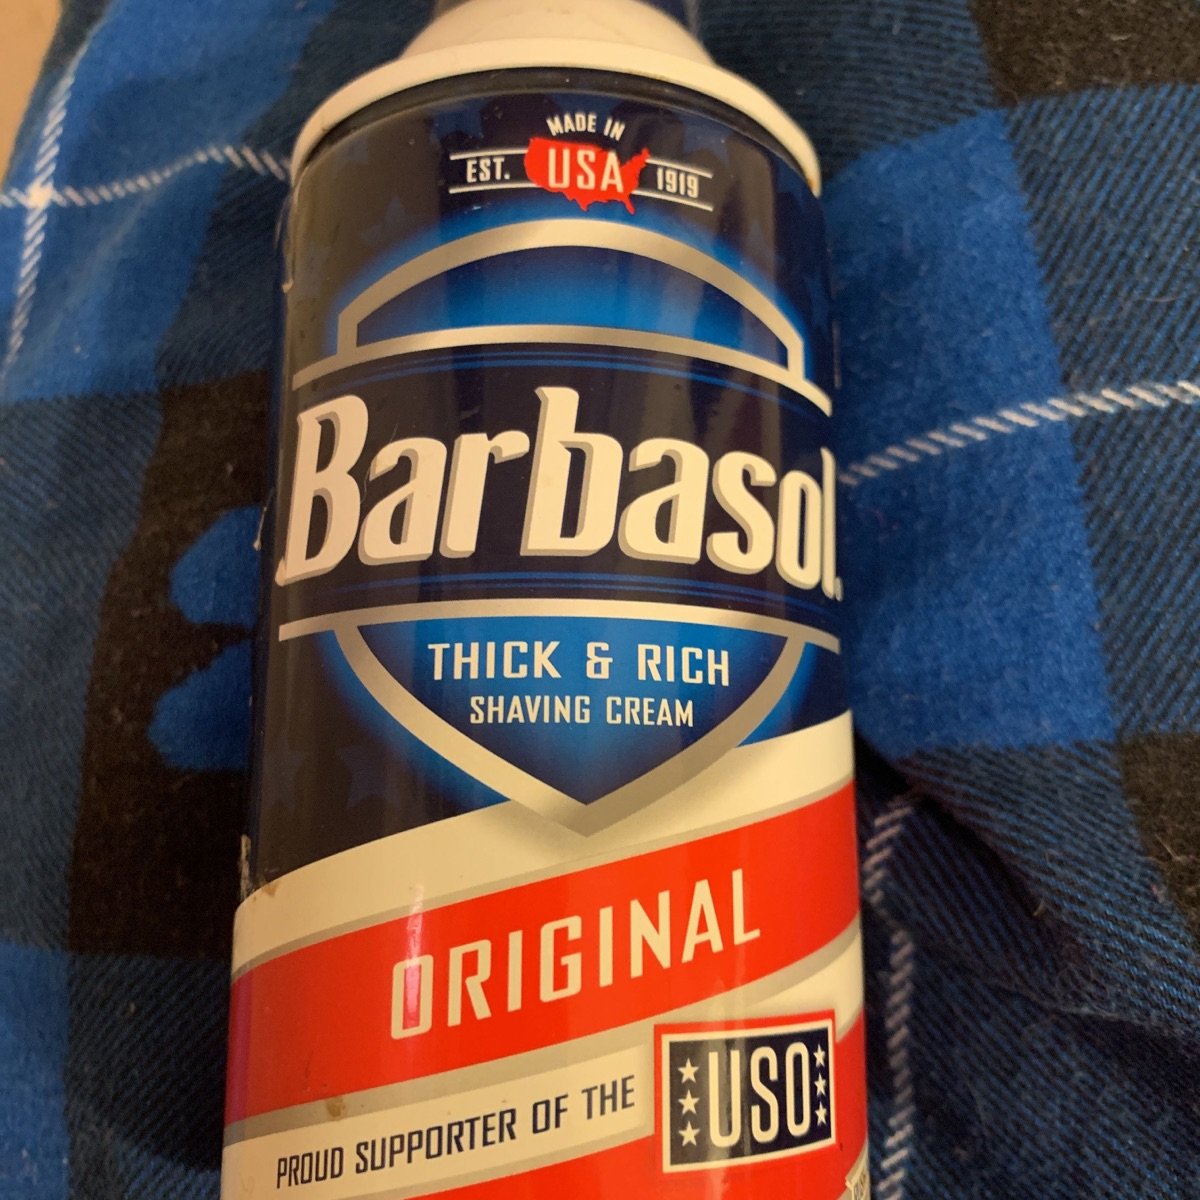 MADE IN
EST. USA 1919
Barbasol
THICK & RICH
SHAVING CREAM
ORIGINAL
PROUD SUPPORTER OF THE
USO